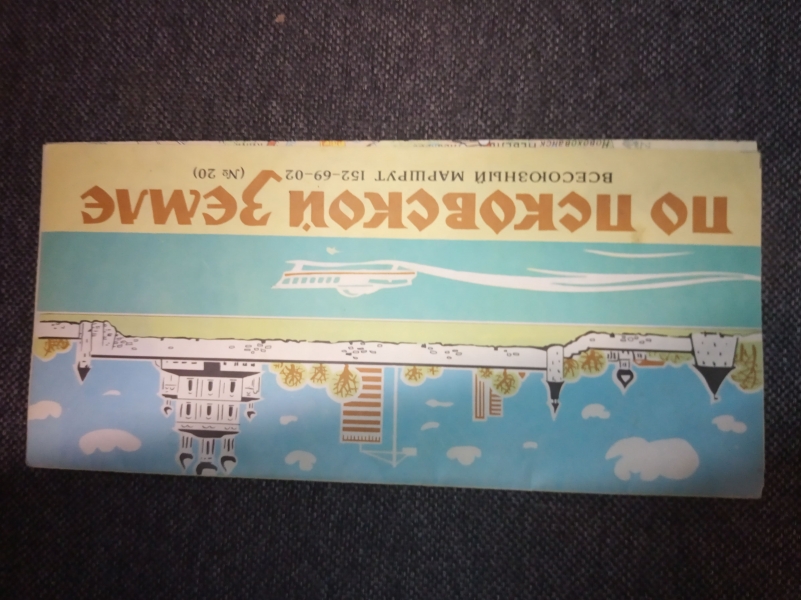 ПО ПСКОВСКОЙ ЗЕМЛЕ
ВСЕСОЮЗНЫЙ МАРШРУТ 152-69-02 (№ 20)